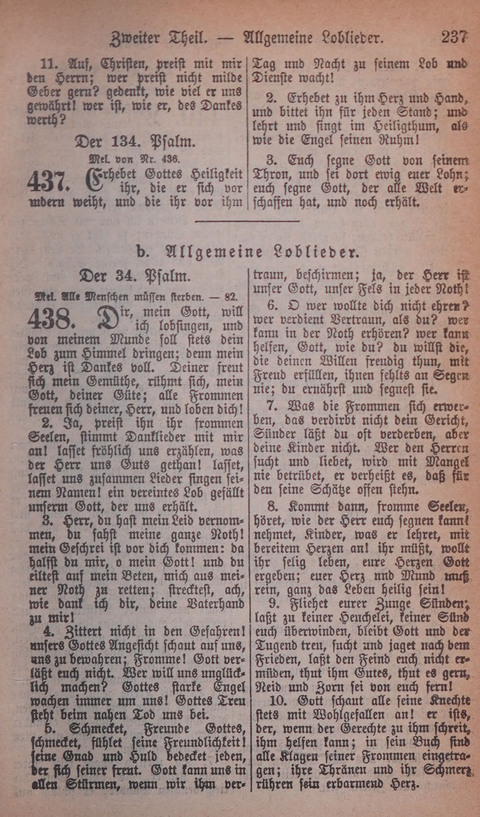 Zweiter Theil. — Allgemeine Loblieder. 237
11. Auf, Christen, preist mit mir
den Herrn; wer preist nicht milde
Geber gern? gedenkt, wie viel er uns
gewährt! wer ist, wie er, des Dankes
werth?
Der 134. Psalm.
Mel. von Nr. 436.
437. Erhebet Gottes Heiligkeit
ihr, die er sich vor
andern weiht, und die ihr vor ihm
Tag und Nacht zu seinem Lob und
Dienste wacht!
2. Erhebet zu ihm Herz und Hand,
und bittet ihn für jeden Stand; und
lehrt und singt im Heiligthum, als
wie die Engel seinen Ruhm!
3. Euch segne Gott von seinem
Thron, und sei dort ewig euer Lohn;
euch segne Gott, der alle Welt er-
schaffen hat, und noch erhält.
b. Allgemeine Loblieder.
Der 34. Psalm.
Mel. Alle Menschen müssen sterben. — 82.
438. Dir, mein Gott, will
ich lobsingen, und
von meinem Munde soll stets dein
Lob zum Himmel dringen; denn mein
Herz ist Dankes voll. Deiner freut
sich mein Gemüthe, rühmt sich, mein
Gott, deiner Güte; alle Frommen
freuen sich deiner, Herr, und loben dich!
2. Ja, preist ihn ihr frommen
Seelen, stimmt Danklieder mit mir
an! lasset fröhlich uns erzählen, was
der Herr uns Guts gethan! lasset,
lasset uns zusammen Lieder singen sei-
nem Namen! ein vereintes Lob gefällt
unserm Gott, der uns erhält.
3. Herr, du hast mein Leid vernom-
men, du sahst meine ganze Noth!
mein Geschrei ist vor dich kommen: da
halfst du mir, o mein Gott! und du
eiltest auf mein Beten, mich aus mei-
ner Noth zu retten; strecktest, ach,
wie dank ich dir, deine Vaterhand
zu mir!
4. Zittert nicht in den Gefahren!
unsers Gottes Angesicht schaut auf uns,
uns zu bewahren; Fromme! Gott ver-
läßt euch nicht. Wer will uns unglück-
lich machen? Gottes starke Engel
wachen immer um uns! Gottes Treu
steht beim nahen Tod uns bei.
5. Schmecket, Freunde Gottes,
schmecket, fühlet seine Freundlichkeit!
seine Gnad und Huld bedeckt jeden,
der sich seiner freut. Gott kann uns in
allen Stürmen, wenn wir ihm ver-
traun, beschirmen; ja, der Herr ist
unser Gott, unser Fels in jeder Noth!
6. O wer wollte dich nicht ehren?
wer verdient Vertraun, als du? wer
kann in der Noth erhören? wer kann
helfen, Gott, wie du? du willst die,
die deinen Willen freudig thun, mit
Freud erfüllen, ihnen fehlts an Segen
nie; du ernährst und segnest sie.
7. Was die Frommen sich erwer-
ben, das verdirbt nicht dein Gericht,
Sünder läßt du oft verderben, aber
deine Kinder nicht. Wer den Herren
sucht und liebet, wird mit Mangel
nie betrübet, er verheißt es, daß für
den seine Schätze offen stehn.
8. Kommt dann, fromme Seelen,
höret, wie der Herr euch segnen kann!
nehmet, Kinder, was er lehret, mit
bereitem Herzen an! ihr müßt, wollt
ihr selig leben, eure Herzen Gott
ergeben; euer Herz und Mund muß
rein, ganz das Leben heilig sein!
9. Fliehet eurer Zunge Sünden,
laßt zu keiner Heuchelei, keiner Sünd
euch überwinden, bleibt Gott und der
Tugend treu, sucht und jaget nach dem
Frieden, laßt den Feind euch nicht er-
müden, thut ihm Gutes, thut es gern,
Neid und Zorn sei von euch fern!
10. Gott schaut alle seine Knechte
stets mit Wohlgefallen an! er ists,
der, wenn der Gerechte zu ihm schreit,
ihm helfen kann; in sein Buch sind
alle Klagen seiner Frommen eingetra-
gen; ihre Thränen und ihr Schmerz
rühren sein erbarmend Herz.